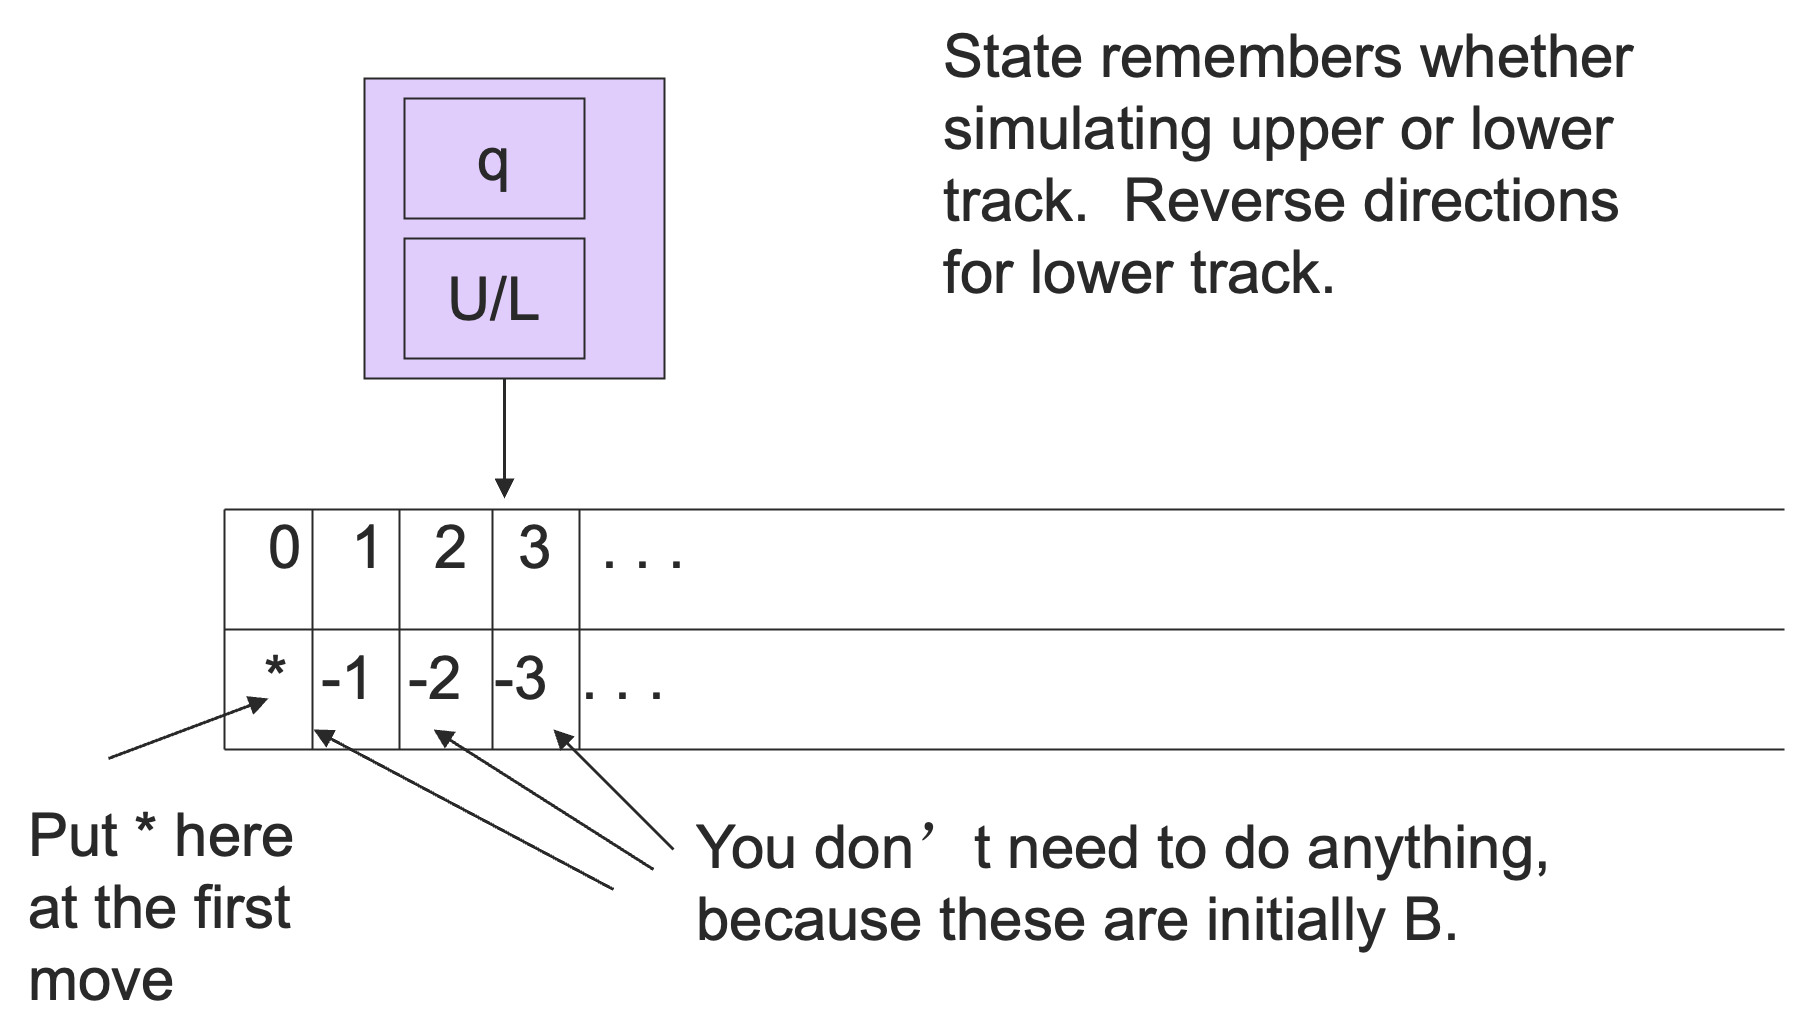 State remembers whether
simulating upper or lower
track. Reverse directions
for lower track.
q
U/L
0 1 2 3 . . .
* -1 -2 -3 . . .
Put * here
at the first
move
You don’t need to do anything,
because these are initially B.